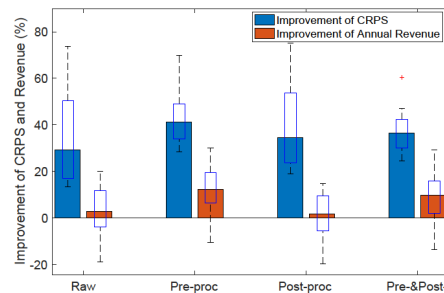 Improvement of CRPS and Revenue (%)
80
60
40
20
0
-20
Improvement of CRPS
Improvement of Annual Revenue
Raw
Pre-proc
Post-proc
Pre-&Post